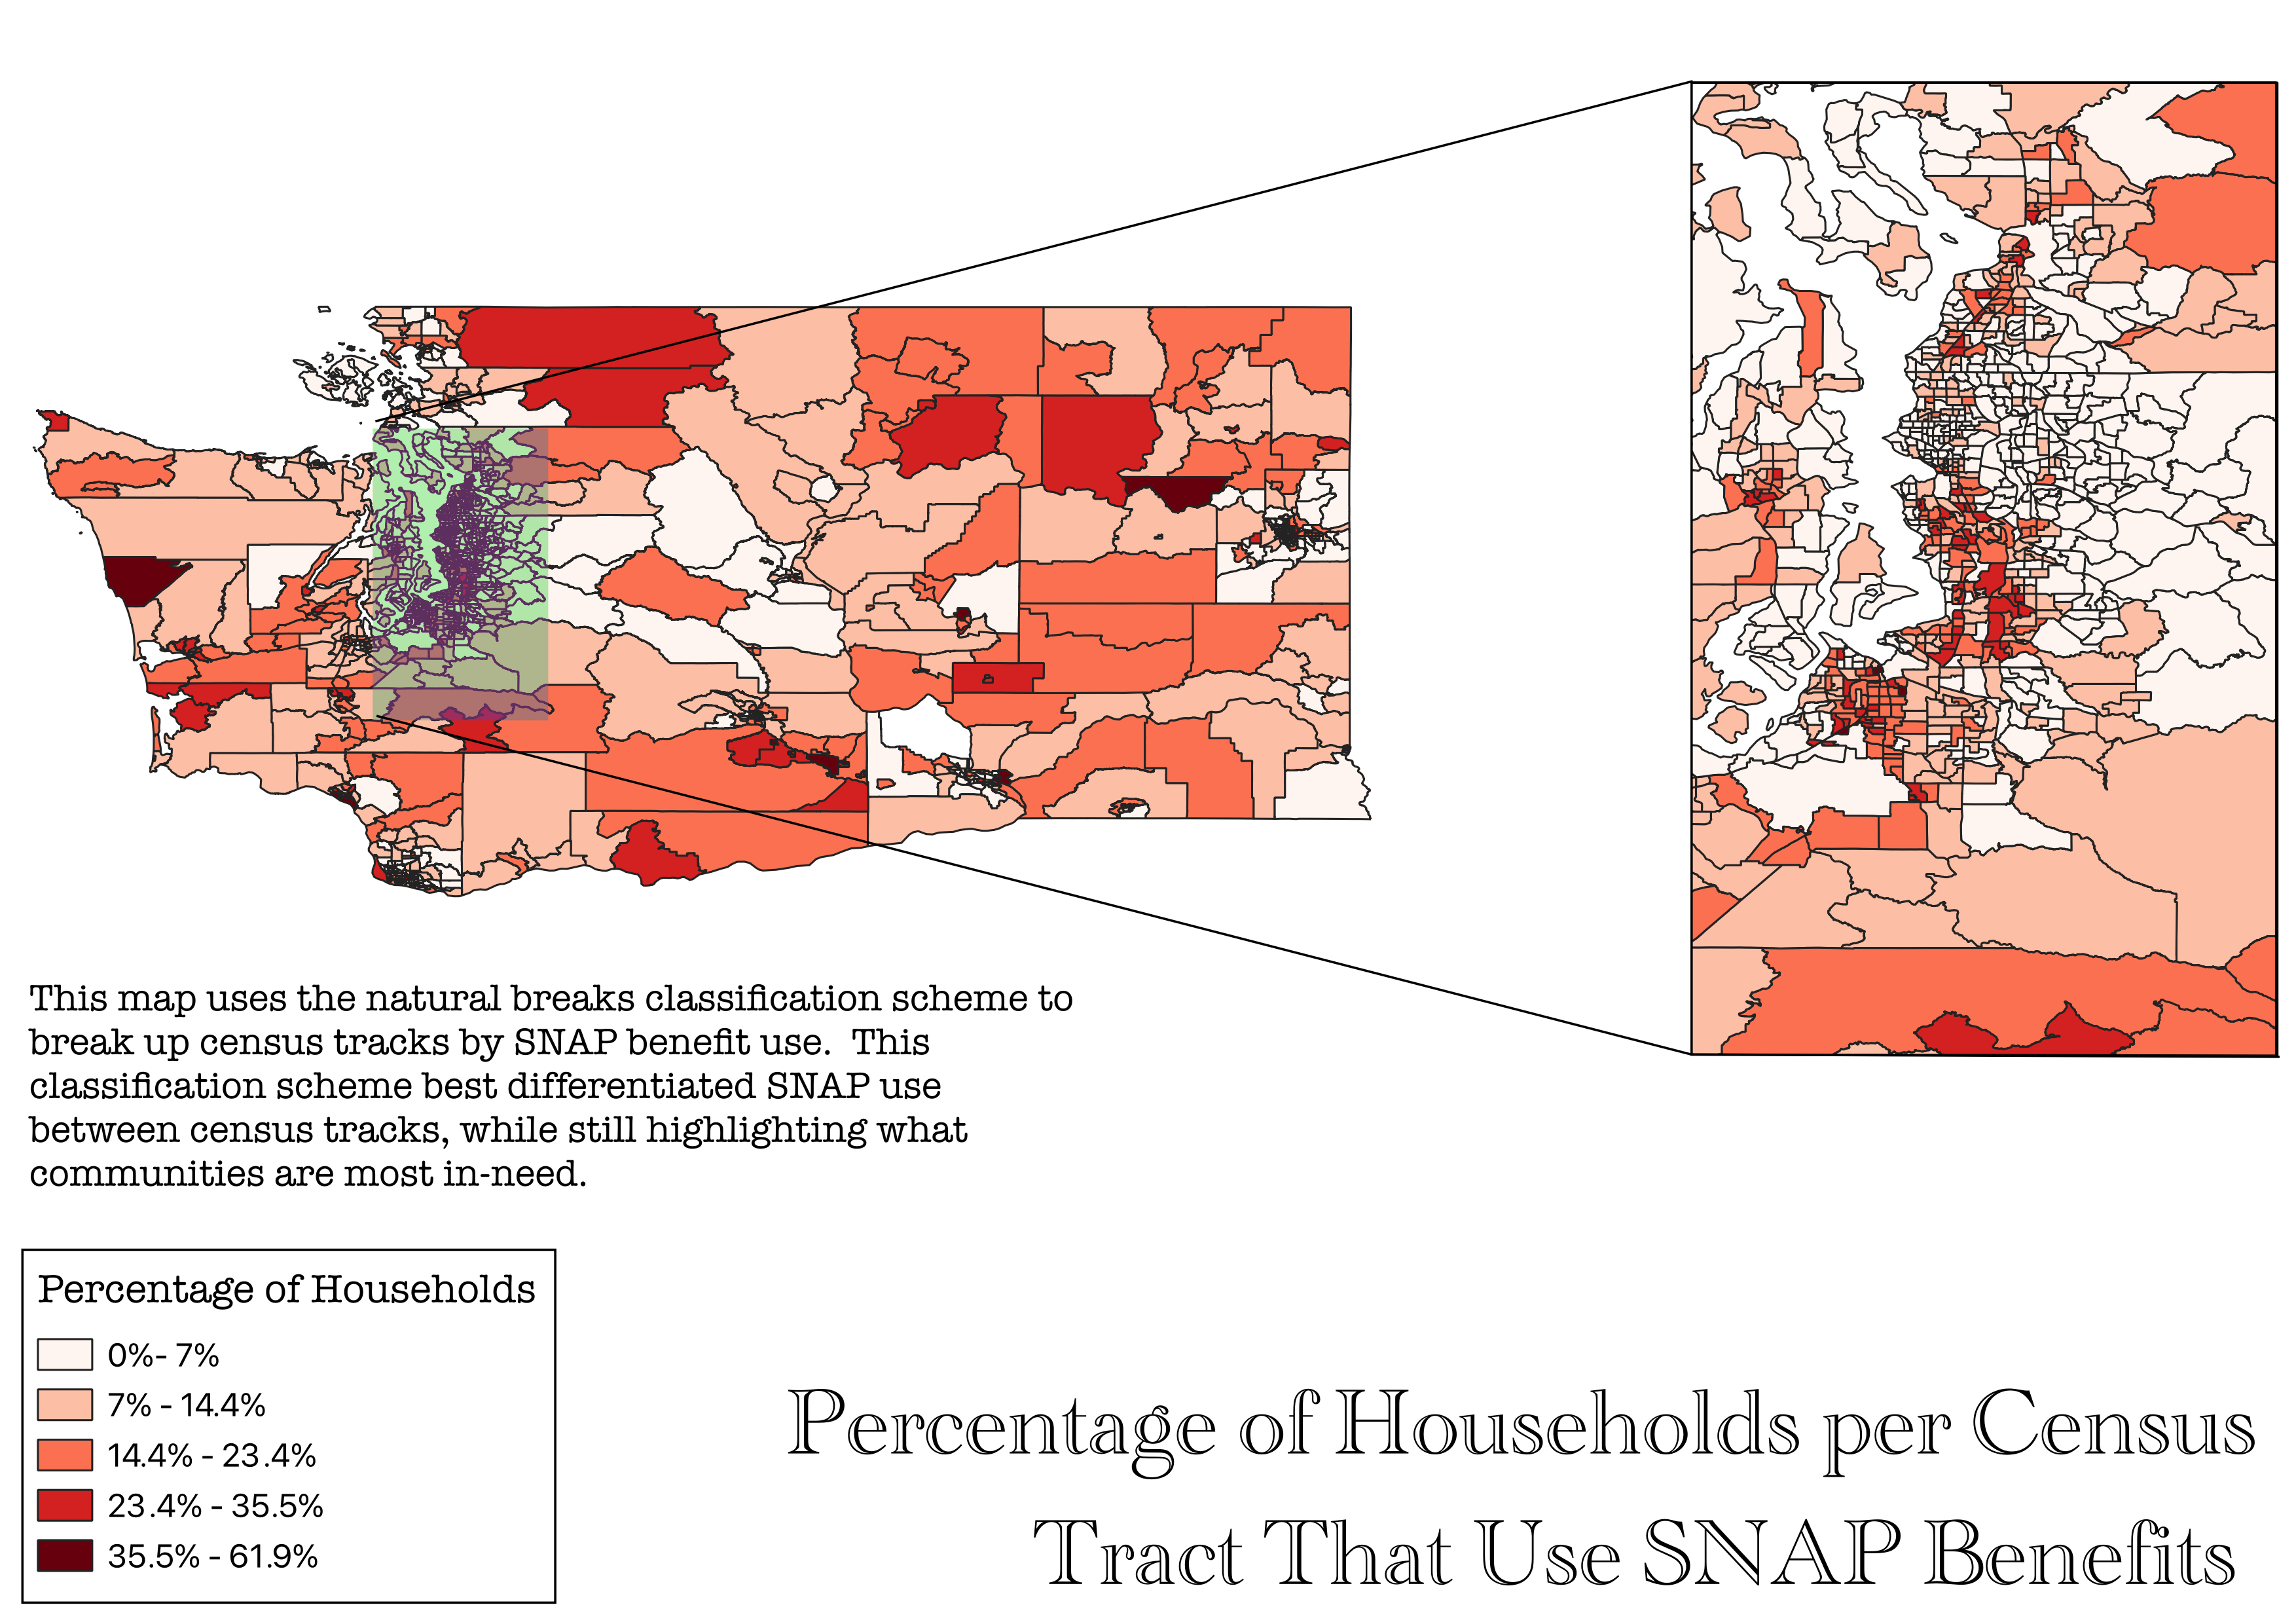 This map uses the natural breaks classification scheme to
break up census tracks by SNAP benefit use.  This
classification scheme best differentiated SNAP use
between census tracks, while still highlighting what
communities are most in-need.
Percentage of Households
0%- 7%
7% - 14.4%
14.4% - 23.4%
23.4% - 35.5%
35.5% - 61.9%
Percentage of Households per Census
Tract That Use SNAP Benefits